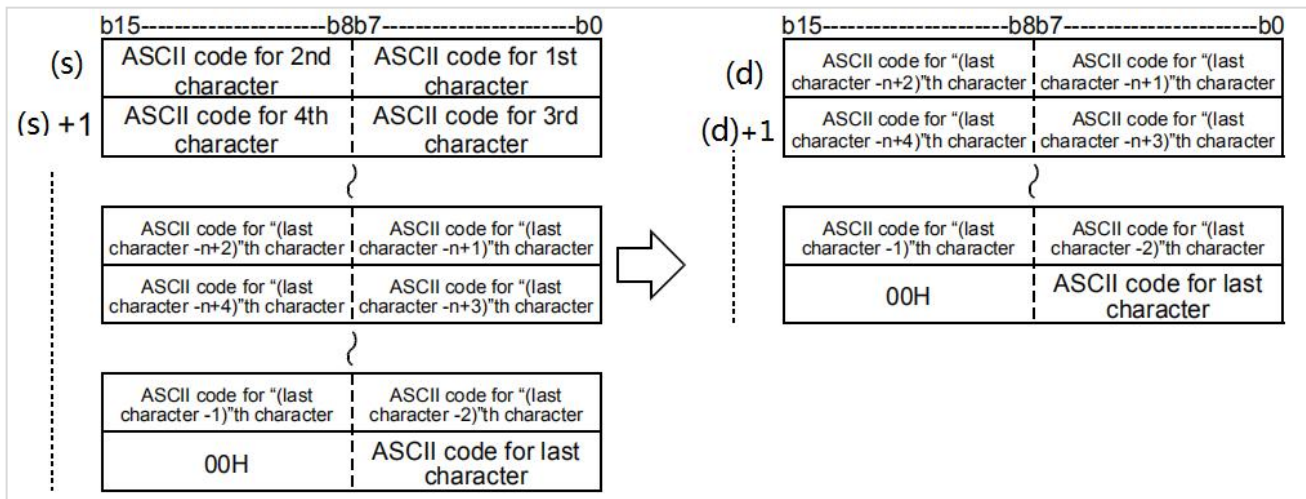 b15----------------------b8b7----------------------b0
(s)
ASCII code for 2nd
character
ASCII code for 1st
character
(s) +1
ASCII code for 4th
character
ASCII code for 3rd
character
ASCII code for “(last
character -n+2)”th character
ASCII code for “(last
character -n+1)”th character
ASCII code for “(last
character -n+4)”th character
ASCII code for “(last
character -n+3)”th character
ASCII code for “(last
character -1)”th character
ASCII code for “(last
character -2)”th character
00H
ASCII code for last
character
b15----------------------b8b7----------------------b0
(d)
ASCII code for “(last
character -n+2)”th character
ASCII code for “(last
character -n+1)”th character
(d)+1
ASCII code for “(last
character -n+4)”th character
ASCII code for “(last
character -n+3)”th character
ASCII code for “(last
character -1)”th character
ASCII code for “(last
character -2)”th character
00H
ASCII code for last
character